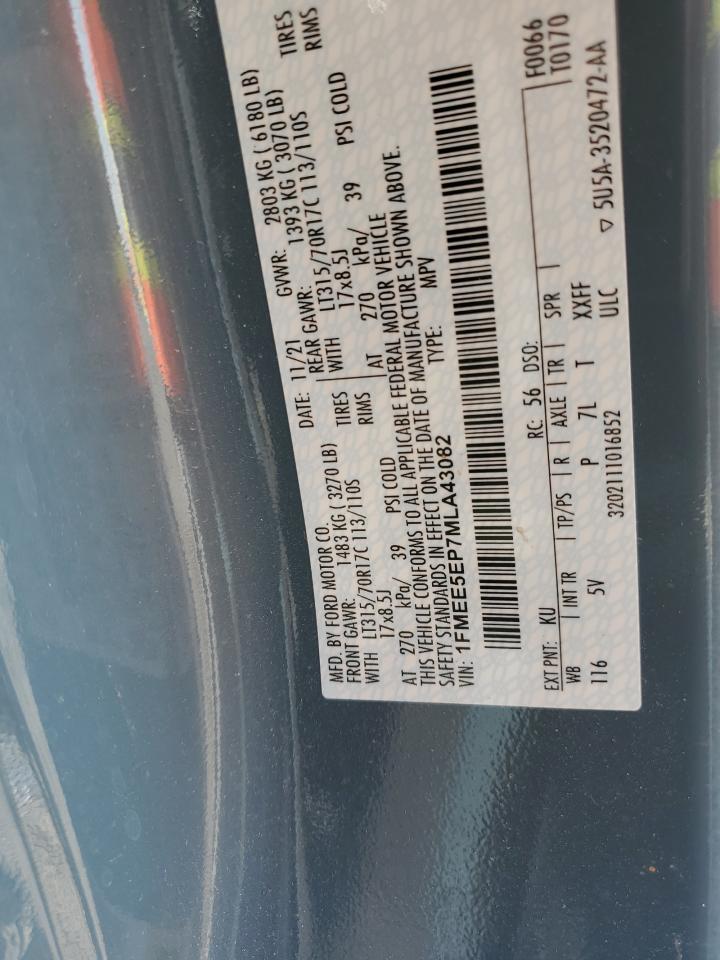 MFD. BY FORD MOTOR CO.
DATE: 11/21 GVWR: 2803 KG ( 6180 LB)
FRONT GAWR: 1483 KG ( 3270 LB)
REAR GAWR: 1393 KG ( 3070 LB)
WITH LT315/70R17C 113/110S TIRES
WITH LT315/70R17C 113/110S TIRES
17x8.5J RIMS
17x8.5J RIMS
AT 270 kPa/ 39 PSI COLD
AT 270 kPa/ 39 PSI COLD
THIS VEHICLE CONFORMS TO ALL APPLICABLE FEDERAL MOTOR VEHICLE
SAFETY STANDARDS IN EFFECT ON THE DATE OF MANUFACTURE SHOWN ABOVE.
VIN: 1FMEE5EP7MLA43082 TYPE: MPV
F0066
T0170
EXT PNT: KU RC: 56 DSO:
WB | INT TR | TP/PS | R | AXLE | TR | SPR |
116 5V P 7L T XXFF
3202111016852 ULC
▽ 5U5A-3520472-AA